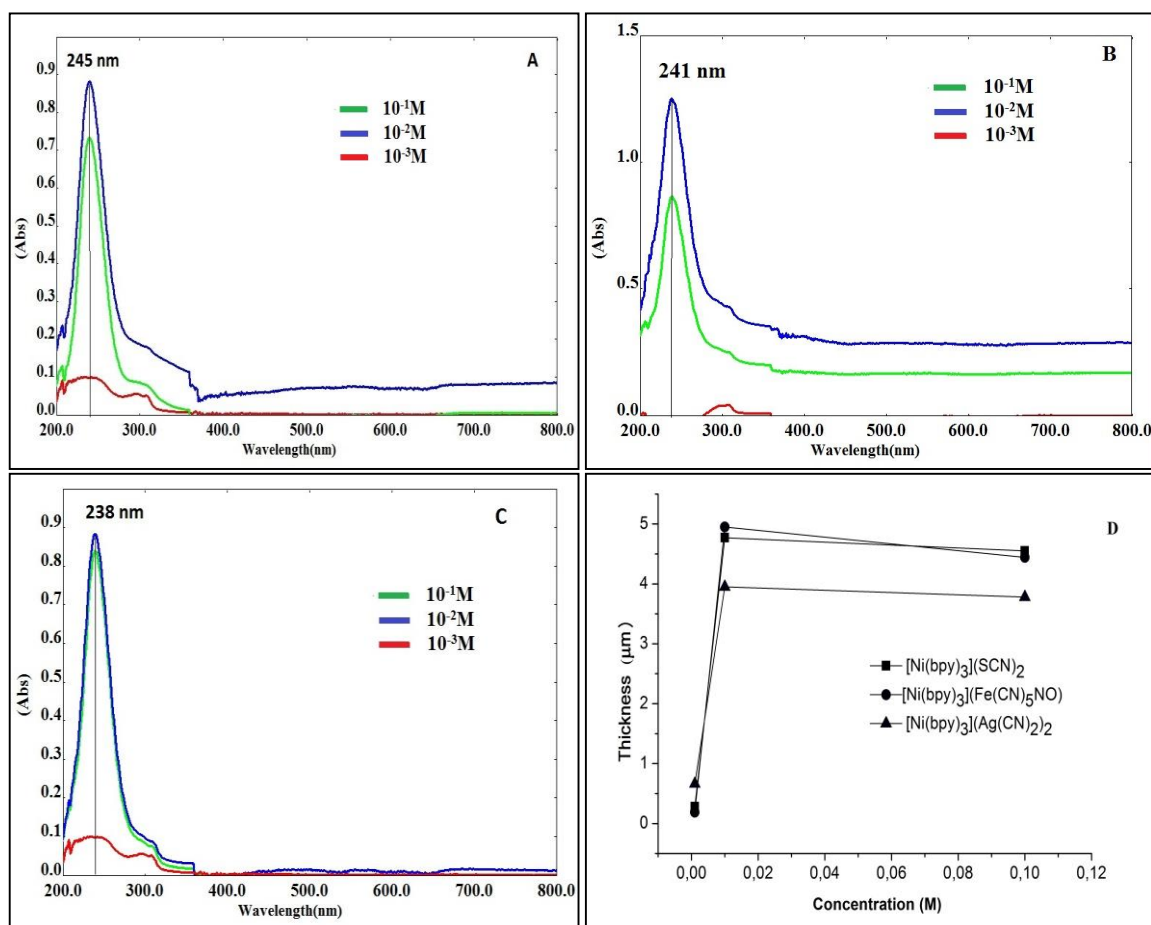 245 nm
A
10⁻¹M
10⁻²M
10⁻³M
0.9
0.8
0.7
0.6
0.5
0.4
0.3
0.2
0.1
0.0
(Abs)
200.0 300.0 400.0 500.0 600.0 700.0 800.0
Wavelength(nm)
241 nm
B
10⁻¹M
10⁻²M
10⁻³M
1.5
1.0
0.5
0.0
(Abs)
200.0 300.0 400.0 500.0 600.0 700.0 800.0
Wavelength(nm)
238 nm
C
10⁻¹M
10⁻²M
10⁻³M
0.9
0.8
0.7
0.6
0.5
0.4
0.3
0.2
0.1
0.0
(Abs)
200.0 300.0 400.0 500.0 600.0 700.0 800.0
Wavelength(nm)
D
5
4
3
2
1
0
Thickness (μm)
[Ni(bpy)₃](SCN)₂
[Ni(bpy)₃](Fe(CN)₅NO)
[Ni(bpy)₃](Ag(CN)₂)₂
0,00 0,02 0,04 0,06 0,08 0,10 0,12
Concentration (M)